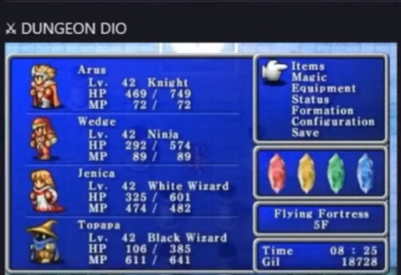 ⚔ DUNGEON DIO
Arus
Lv. 42 Knight
HP 469 / 749
MP 72 / 72
Wedge
Lv. 42 Ninja
HP 292 / 574
MP 89 / 89
Jenica
Lv. 42 White Wizard
HP 325 / 601
MP 474 / 482
Topapa
Lv. 42 Black Wizard
HP 106 / 385
MP 611 / 641
Items
Magic
Equipment
Status
Formation
Configuration
Save
Flying Fortress
5F
Time 08 : 25
Gil 18728